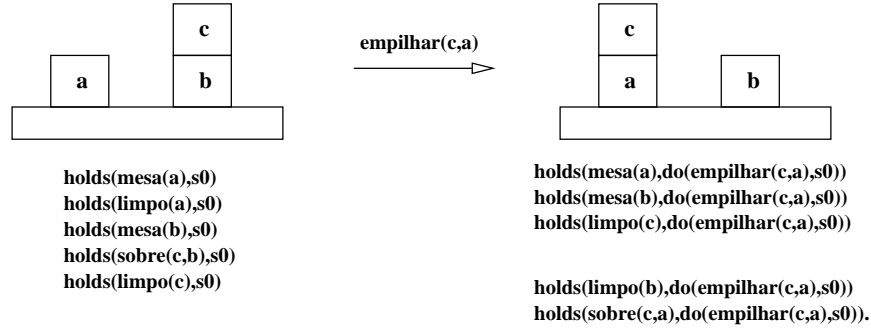 c
a
b
empilhar(c,a)
c
a
b
holds(mesa(a),s0)
holds(limpo(a),s0)
holds(mesa(b),s0)
holds(sobre(c,b),s0)
holds(limpo(c),s0)
holds(mesa(a),do(empilhar(c,a),s0))
holds(mesa(b),do(empilhar(c,a),s0))
holds(limpo(c),do(empilhar(c,a),s0))
holds(limpo(b),do(empilhar(c,a),s0))
holds(sobre(c,a),do(empilhar(c,a),s0)).